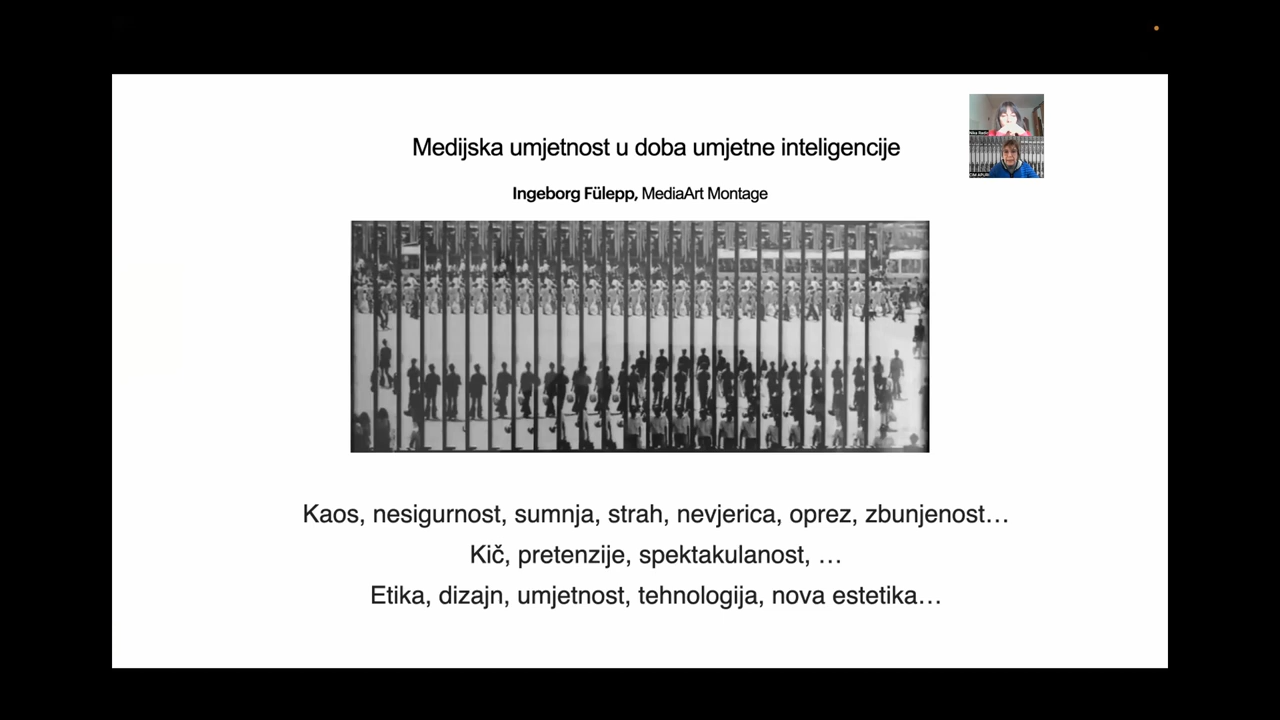 Medijska umjetnost u doba umjetne inteligencije
Ingeborg Fülepp, MediaArt Montage
Kaos, nesigurnost, sumnja, strah, nevjerica, oprez, zbunjenost…
Kič, pretenzije, spektakulanost, …
Etika, dizajn, umjetnost, tehnologija, nova estetika…